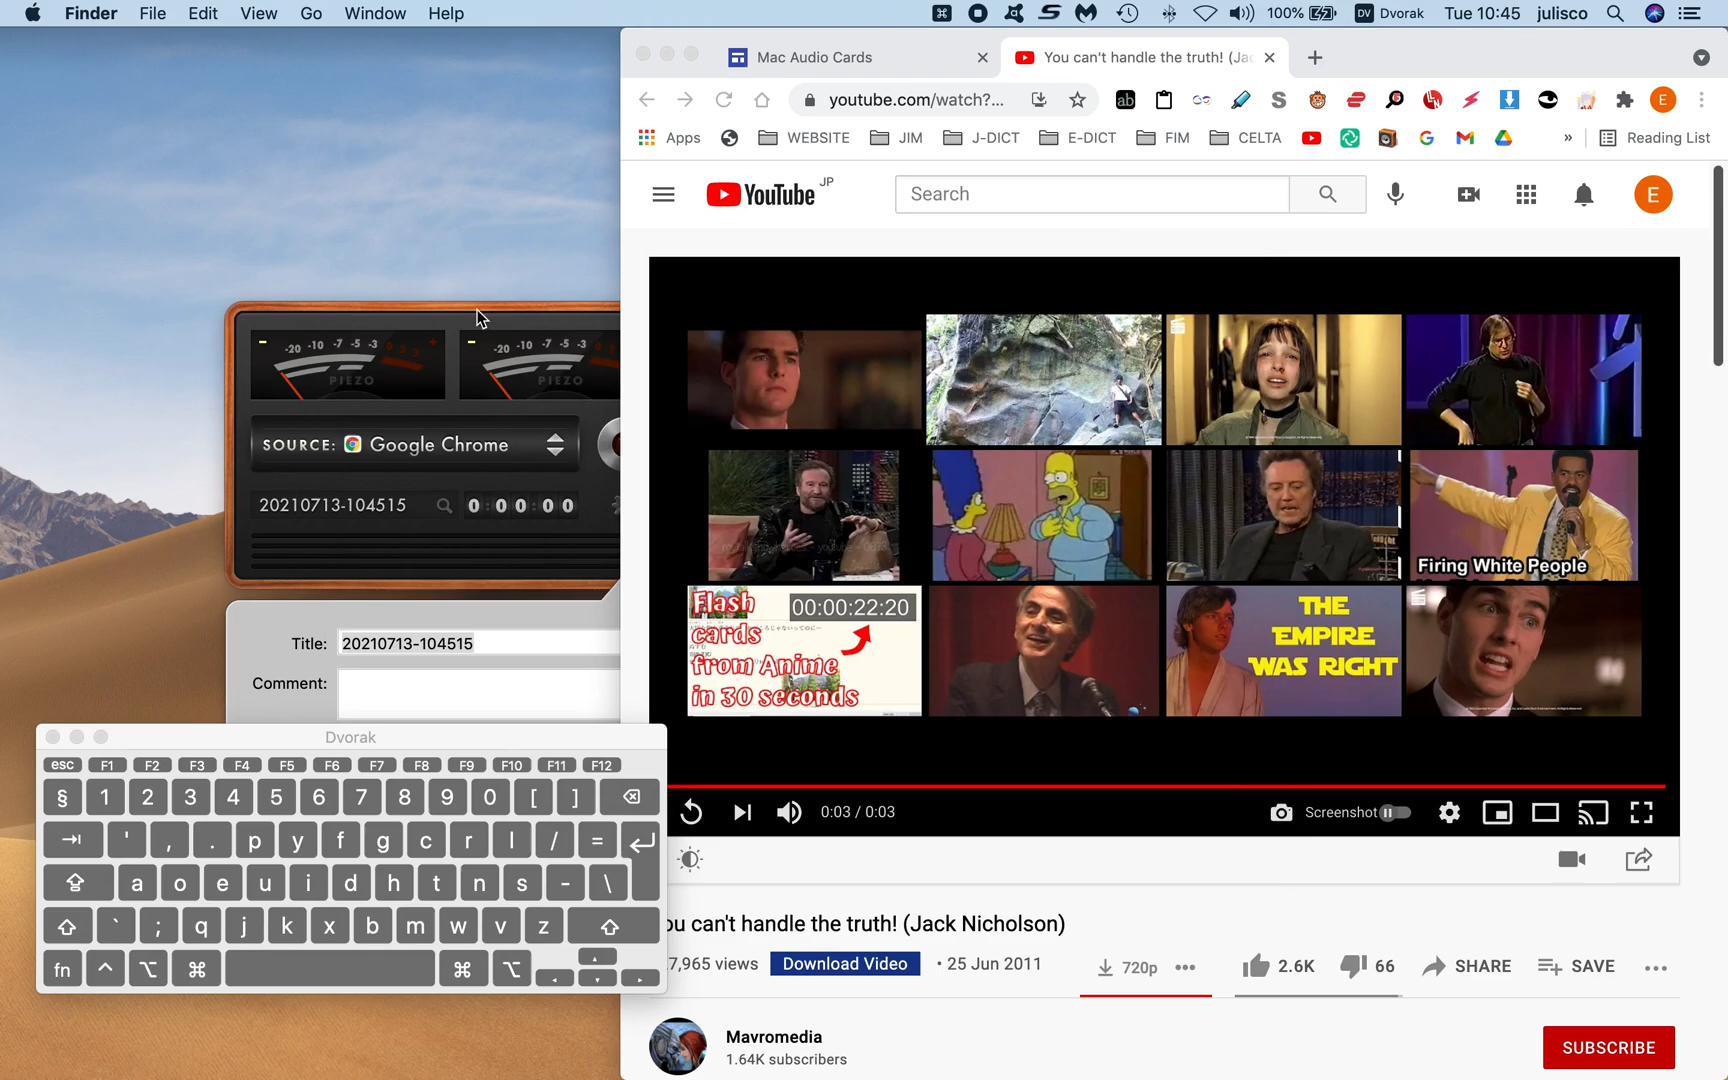 Finder File Edit View Go Window Help 100% DV Dvorak Tue 10:45 julisco
Mac Audio Cards
You can't handle the truth! (Jac
youtube.com/watch?...
ab S E
Apps WEBSITE JIM J-DICT E-DICT FIM CELTA » Reading List
YouTube JP
Search
E
-20 -10 -7 -5 -3 0 3 +
PIEZO
-20 -10 -7 -5 -3
PIEZO
SOURCE: Google Chrome
20210713-104515 0:00:00
Title: 20210713-104515
Comment:
Firing White People
Flash
cards
from Anime
in 30 seconds
00:00:22:20
THE
EMPIRE
WAS RIGHT
0:03 / 0:03
Screenshot
Dvorak
esc F1 F2 F3 F4 F5 F6 F7 F8 F9 F10 F11 F12
§ 1 2 3 4 5 6 7 8 9 0 [ ]
' , . p y f g c r l / =
a o e u i d h t n s - \
` ; q j k x b m w v z
fn ^ ⌥ ⌘ ⌘ ⌥
ou can't handle the truth! (Jack Nicholson)
7,965 views Download Video • 25 Jun 2011
720p 2.6K 66 SHARE SAVE
Mavromedia
1.64K subscribers
SUBSCRIBE